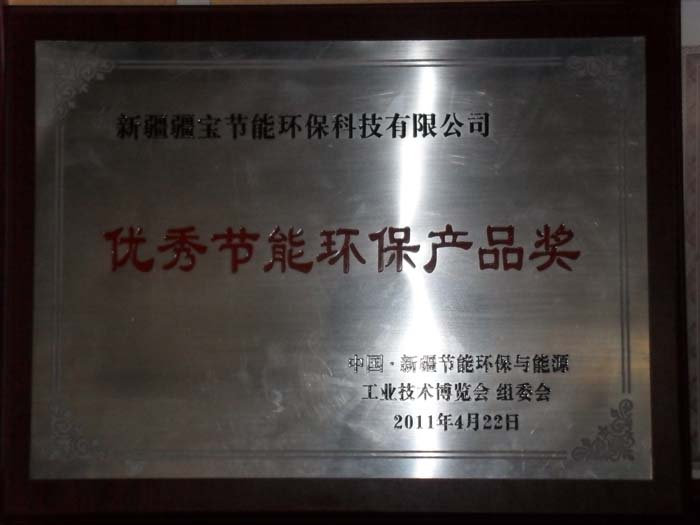 新疆疆宝节能环保科技有限公司
优秀节能环保产品奖
中国·新疆节能环保与能源
工业技术博览会 组委会
2011年4月22日